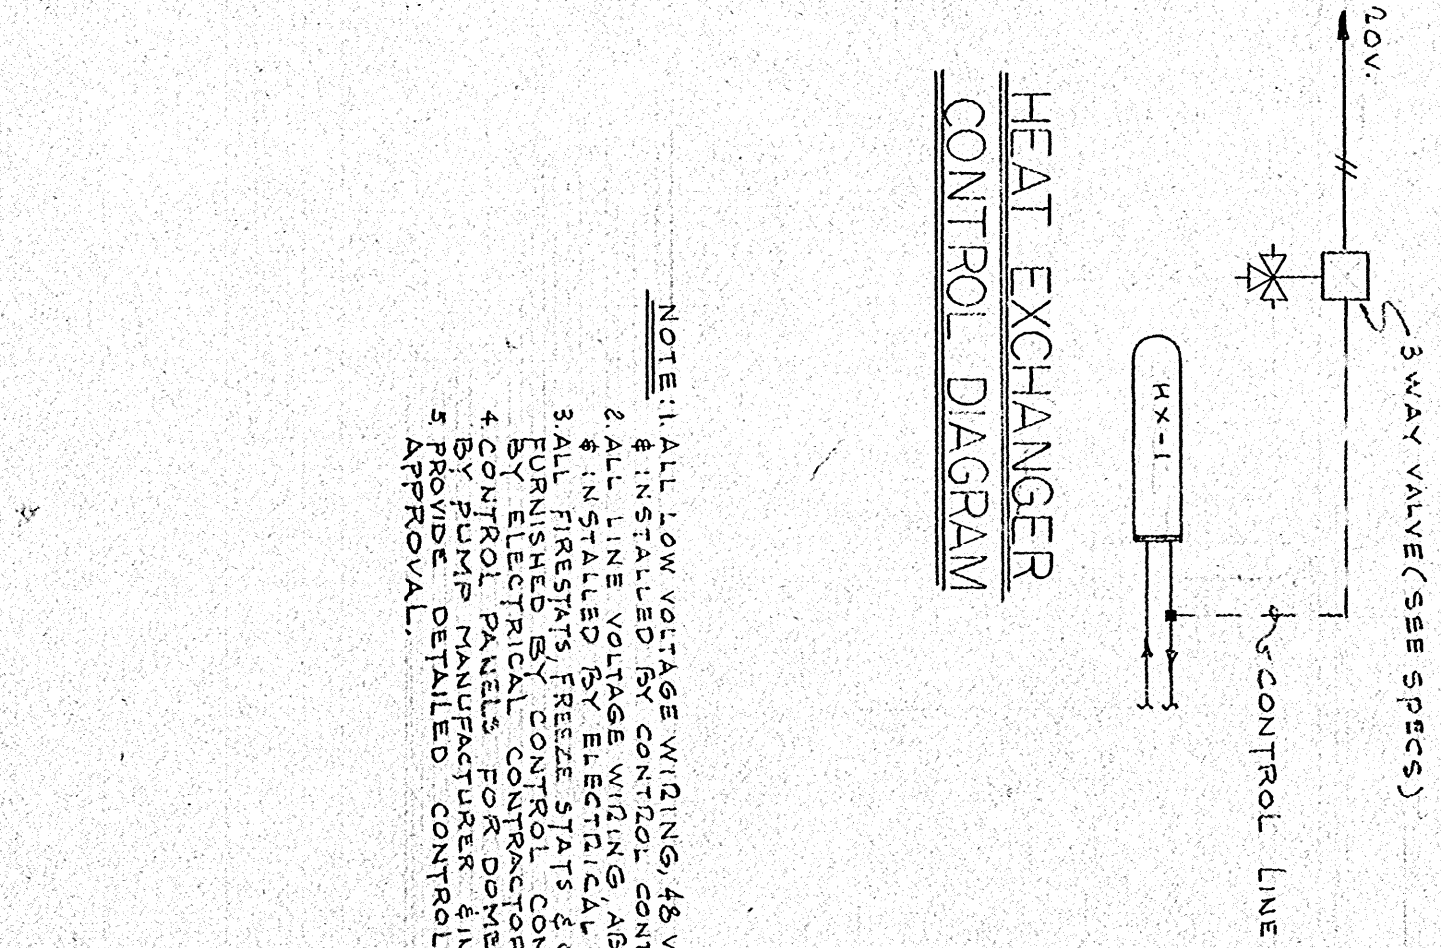 20V.
3 WAY VALVE (SEE SPECS)
CONTROL LINE
HX-1
HEAT EXCHANGER
CONTROL DIAGRAM
NOTE: 1. ALL LOW VOLTAGE WIRING, 48 V
& INSTALLED BY CONTROL CONT
2. ALL LINE VOLTAGE WIRING, AB
& INSTALLED BY ELECTRICAL
3. ALL FIRESTATS, FREEZE STATS &
FURNISHED BY CONTROL CON
BY ELECTRICAL CONTRACTOR
4. CONTROL PANELS FOR DOME
BY PUMP MANUFACTURER & IN
5. PROVIDE DETAILED CONTROL
APPROVAL.